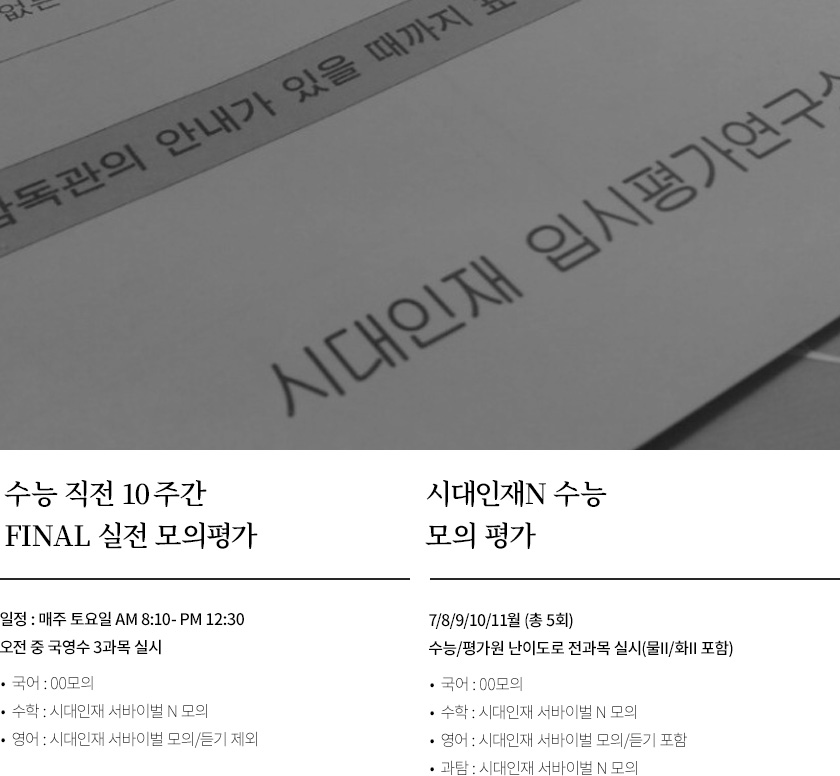 없는
감독관의 안내가 있을 때까지
시대인재 입시평가연구
수능 직전 10주간
FINAL 실전 모의평가
일정 : 매주 토요일 AM 8:10- PM 12:30
오전 중 국영수 3과목 실시
• 국어 : 00모의
• 수학 : 시대인재 서바이벌 N 모의
• 영어 : 시대인재 서바이벌 모의/듣기 제외
시대인재N 수능
모의 평가
7/8/9/10/11월 (총 5회)
수능/평가원 난이도로 전과목 실시(물II/화II 포함)
• 국어 : 00모의
• 수학 : 시대인재 서바이벌 N 모의
• 영어 : 시대인재 서바이벌 모의/듣기 포함
• 과탐 : 시대인재 서바이벌 N 모의